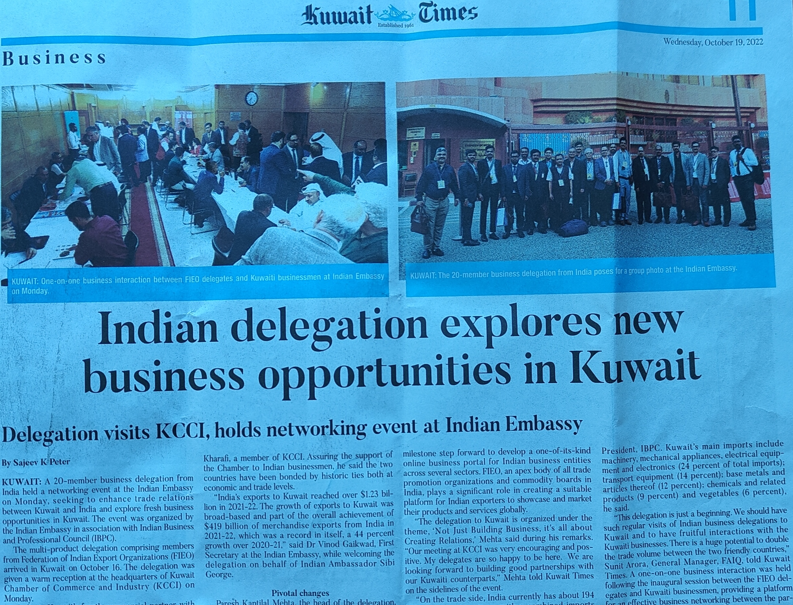 Kuwait Times
Established 1961
11
Wednesday, October 19, 2022
Business
KUWAIT: One-on-one business interaction between FIEO delegates and Kuwaiti businessmen at Indian Embassy
on Monday.
KUWAIT: The 20-member business delegation from India poses for a group photo at the Indian Embassy.
Indian delegation explores new
business opportunities in Kuwait
Delegation visits KCCI, holds networking event at Indian Embassy
By Sajeev K Peter
KUWAIT: A 20-member business delegation from
India held a networking event at the Indian Embassy
on Monday, seeking to enhance trade relations
between Kuwait and India and explore fresh business
opportunities in Kuwait. The event was organized by
the Indian Embassy in association with Indian Business
and Professional Council (IBPC).
The multi-product delegation comprising members
from Federation of Indian Export Organizations (FIEO)
arrived in Kuwait on October 16. The delegation was
given a warm reception at the headquarters of Kuwait
Chamber of Commerce and Industry (KCCI) on
Monday.
Kharafi, a member of KCCI. Assuring the support of
the Chamber to Indian businessmen, he said the two
countries have been bonded by historic ties both at
economic and trade levels.
"India's exports to Kuwait reached over $1.23 bil-
lion in 2021-22. The growth of exports to Kuwait was
broad-based and part of the overall achievement of
$419 billion of merchandise exports from India in
2021-22, which was a record in itself, a 44 percent
growth over 2020-21," said Dr Vinod Gaikwad, First
Secretary at the Indian Embassy, while welcoming the
delegation on behalf of Indian Ambassador Sibi
George.
Pivotal changes
Paresh Kantilal Mehta, the head of the delegation,
milestone step forward to develop a one-of-its-kind
online business portal for Indian business entities
across several sectors. FIEO, an apex body of all trade
promotion organizations and commodity boards in
India, plays a significant role in creating a suitable
platform for Indian exporters to showcase and market
their products and services globally.
"The delegation to Kuwait is organized under the
theme, 'Not Just Building Business, it's all about
Creating Relations,' Mehta said during his remarks.
"Our meeting at KCCI was very encouraging and pos-
itive. My delegates are so happy to be here. We are
looking forward to building good partnerships with
our Kuwaiti counterparts," Mehta told Kuwait Times
on the sidelines of the event.
"On the trade side, India currently has about 194
President, IBPC. Kuwait's main imports include
machinery, mechanical appliances, electrical equip-
ment and electronics (24 percent of total imports);
transport equipment (14 percent); base metals and
articles thereof (12 percent); chemicals and related
products (9 percent) and vegetables (6 percent),
he said.
"This delegation is just a beginning. We should have
such regular visits of Indian business delegations to
Kuwait and to have fruitful interactions with the
Kuwaiti businesses. There is a huge potential to double
the trade volume between the two friendly countries,"
Sunit Arora, General Manager, FAIQ, told Kuwait
Times. A one-on-one business interaction was held
following the inaugural session between the FIEO del-
egates and Kuwaiti businessmen, providing a platform
for an effective business networking between the par-